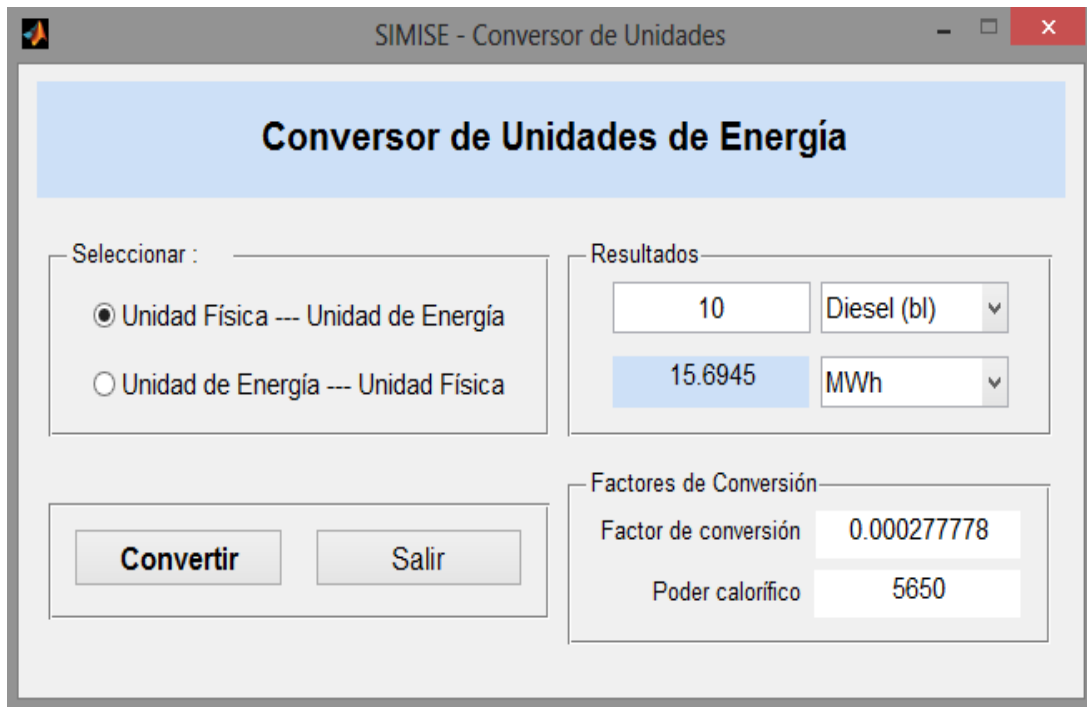 SIMISE - Conversor de Unidades
Conversor de Unidades de Energía
Seleccionar :
Unidad Física --- Unidad de Energía
Unidad de Energía --- Unidad Física
Resultados
10
Diesel (bl)
15.6945
MWh
Convertir
Salir
Factores de Conversión
Factor de conversión
0.000277778
Poder calorífico
5650